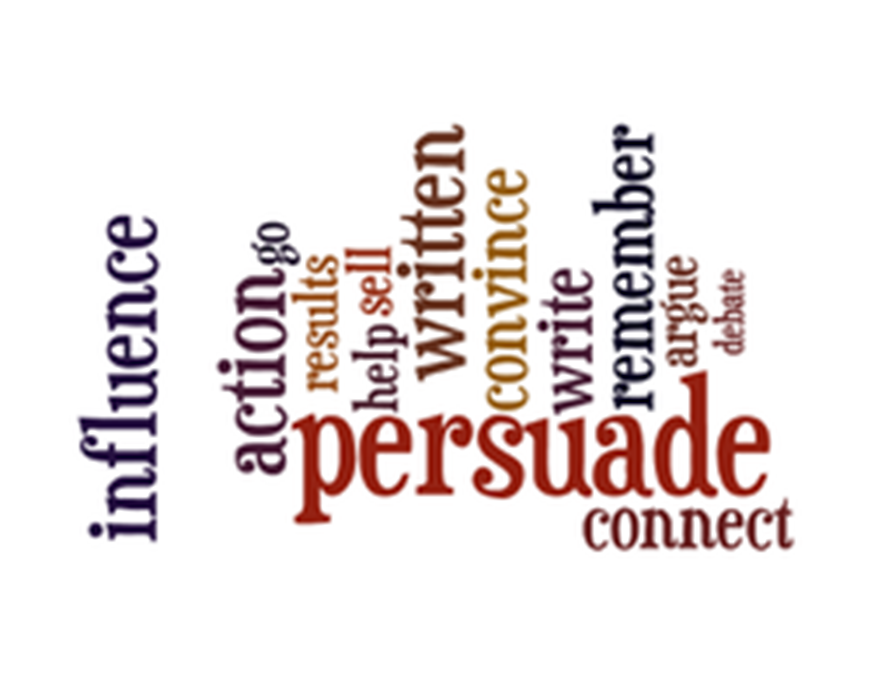 influence
action
go
results
help
sell
written
convince
write
remember
argue
debate
persuade
connect